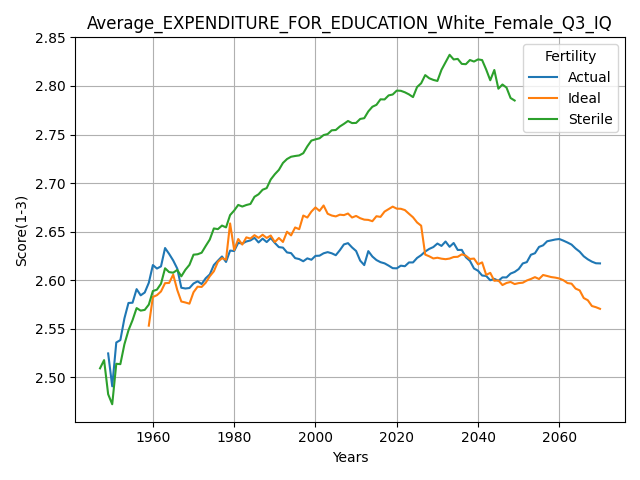 Average_EXPENDITURE_FOR_EDUCATION_White_Female_Q3_IQ
2.85
2.80
2.75
2.70
2.65
2.60
2.55
2.50
Score(1-3)
Fertility
Actual
Ideal
Sterile
1960
1980
2000
2020
2040
2060
Years